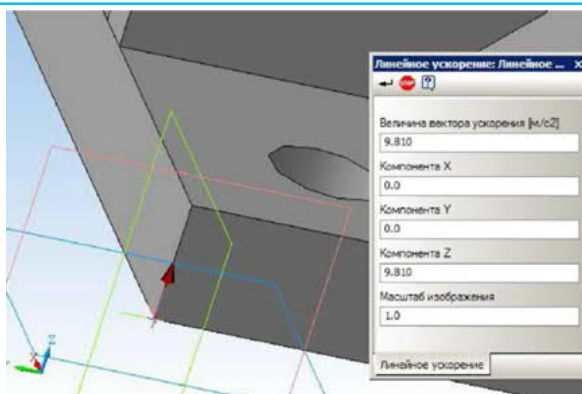 Линейное ускорение: Линейное ...
STOP
Величина вектора ускорения [м/с2]
9.810
Компонента X
0.0
Компонента Y
0.0
Компонента Z
9.810
Масштаб изображения
1.0
Линейное ускорение
X
Z